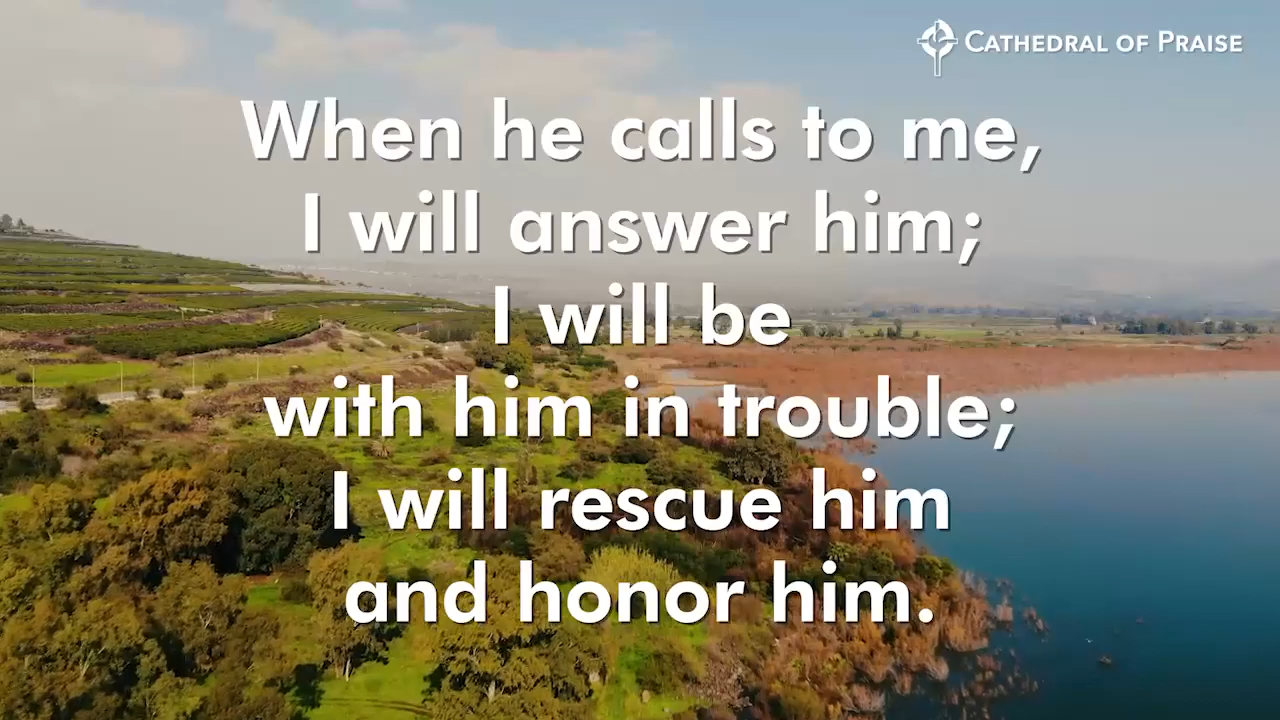 CATHEDRAL OF PRAISE
When he calls to me,
I will answer him;
I will be
with him in trouble;
I will rescue him
and honor him.